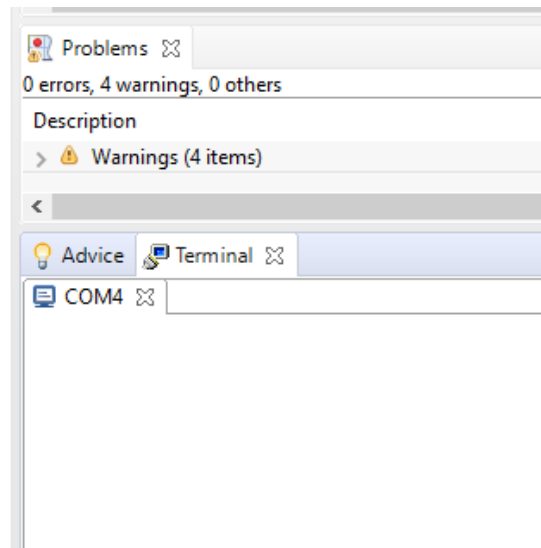 Problems
0 errors, 4 warnings, 0 others
Description
Warnings (4 items)
Advice Terminal
COM4